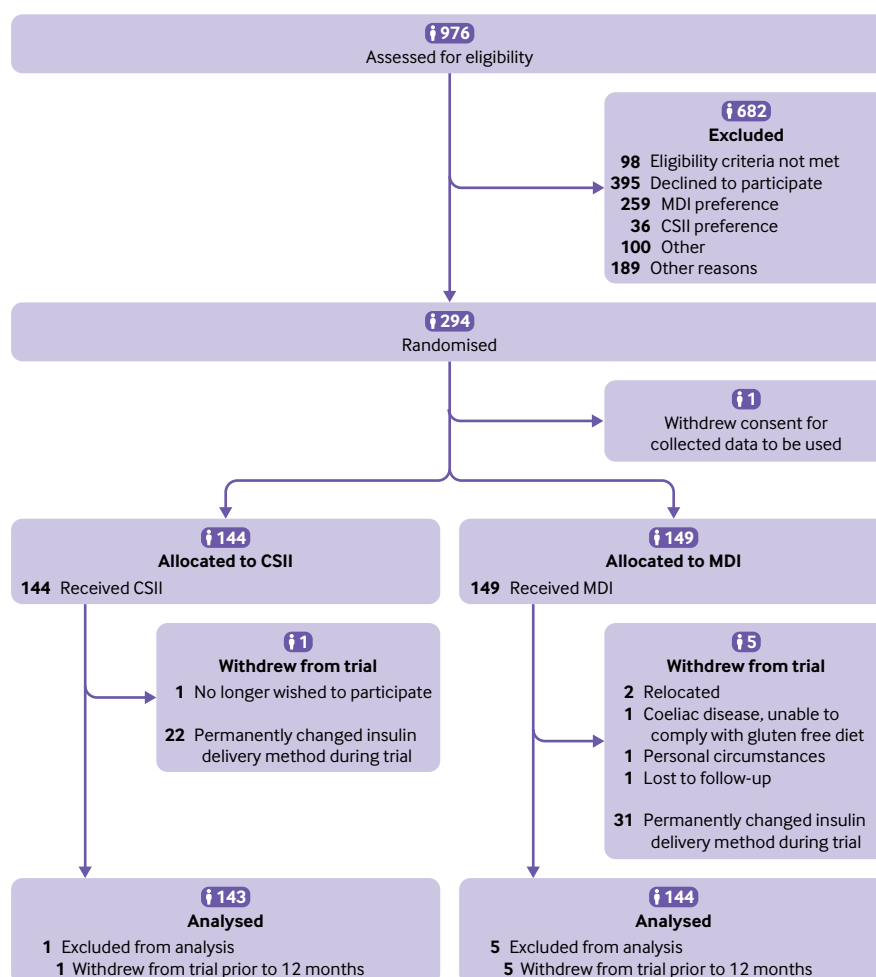 976
Assessed for eligibility
682
Excluded
98 Eligibility criteria not met
395 Declined to participate
259 MDI preference
36 CSII preference
100 Other
189 Other reasons
294
Randomised
1
Withdrew consent for
collected data to be used
144
Allocated to CSII
144 Received CSII
149
Allocated to MDI
149 Received MDI
1
Withdrew from trial
1 No longer wished to participate
22 Permanently changed insulin
delivery method during trial
5
Withdrew from trial
2 Relocated
1 Coeliac disease, unable to
comply with gluten free diet
1 Personal circumstances
1 Lost to follow-up
31 Permanently changed insulin
delivery method during trial
143
Analysed
1 Excluded from analysis
1 Withdrew from trial prior to 12 months
144
Analysed
5 Excluded from analysis
5 Withdrew from trial prior to 12 months